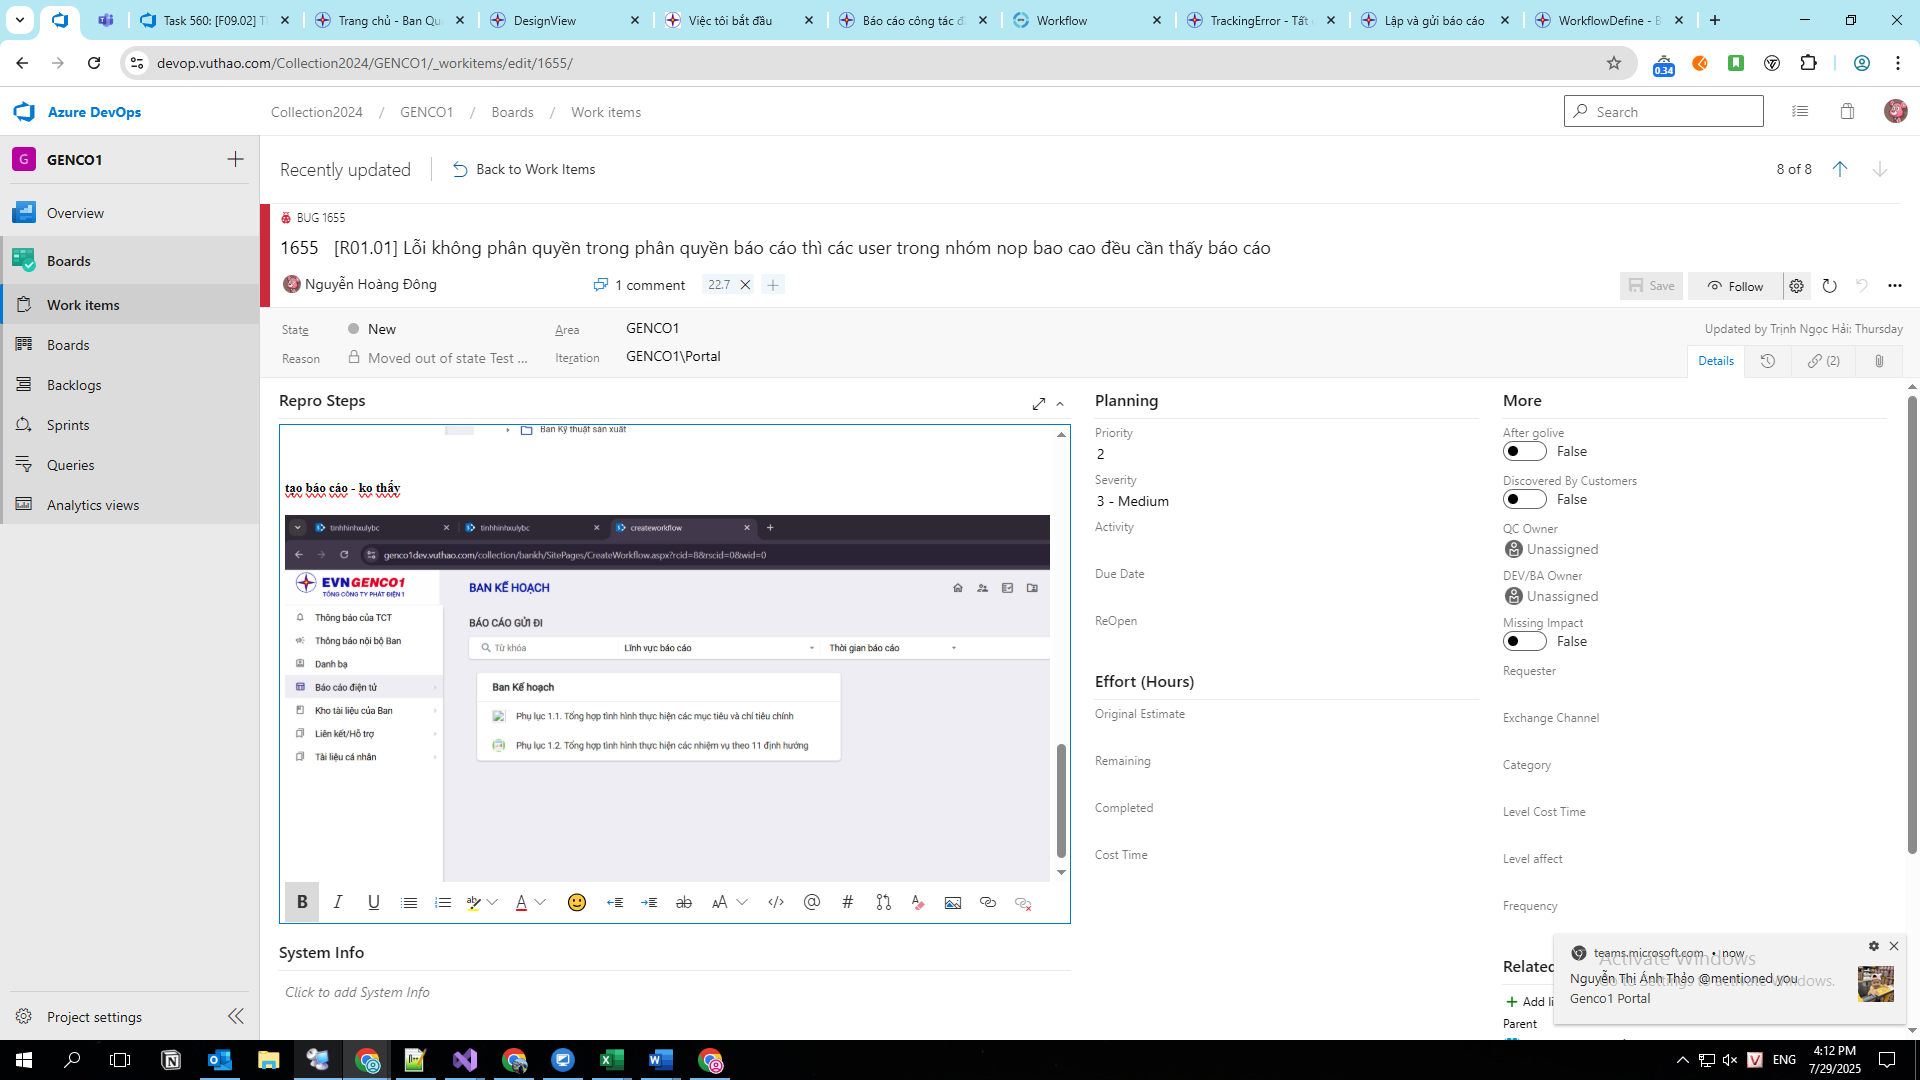 Task 560: [F09.02] Ti
Trang chủ - Ban Qu
DesignView
Việc tôi bắt đầu
Báo cáo công tác đ
Workflow
TrackingError - Tất
Lập và gửi báo cáo
WorkflowDefine - B
devop.vuthao.com/Collection2024/GENCO1/_workitems/edit/1655/
0.34
Azure DevOps
Collection2024 / GENCO1 / Boards / Work items
Search
G GENCO1
Recently updated
Back to Work Items
8 of 8
Overview
Boards
Work items
Boards
Backlogs
Sprints
Queries
Analytics views
Project settings
BUG 1655
1655 [R01.01] Lỗi không phân quyền trong phân quyền báo cáo thì các user trong nhóm nop bao cao đều cần thấy báo cáo
Nguyễn Hoàng Đông
1 comment
22.7
Save
Follow
State New
Area GENCO1
Updated by Trịnh Ngọc Hải: Thursday
Reason Moved out of state Test ...
Iteration GENCO1\Portal
Details
(2)
Repro Steps
Ban Kỹ thuật sản xuất
tạo báo cáo - ko thấy
tinhhinhxulybc
tinhhinhxulybc
createworkflow
genco1dev.vuthao.com/collection/bankh/SitePages/CreateWorkflow.aspx?rcid=8&rscid=0&wid=0
EVNGENCO1
TỔNG CÔNG TY PHÁT ĐIỆN 1
BAN KẾ HOẠCH
Thông báo của TCT
Thông báo nội bộ Ban
Danh bạ
Báo cáo điện tử
Kho tài liệu của Ban
Liên kết/Hỗ trợ
Tài liệu cá nhân
BÁO CÁO GỬI ĐI
Từ khóa
Lĩnh vực báo cáo
Thời gian báo cáo
Ban Kế hoạch
Phụ lục 1.1. Tổng hợp tình hình thực hiện các mục tiêu và chỉ tiêu chính
Phụ lục 1.2. Tổng hợp tình hình thực hiện các nhiệm vụ theo 11 định hướng
System Info
Click to add System Info
Planning
Priority
2
Severity
3 - Medium
Activity
Due Date
ReOpen
Effort (Hours)
Original Estimate
Remaining
Completed
Cost Time
More
After golive
False
Discovered By Customers
False
QC Owner
Unassigned
DEV/BA Owner
Unassigned
Missing Impact
False
Requester
Exchange Channel
Category
Level Cost Time
Level affect
Frequency
Related
Add li
Parent
teams.microsoft.com • now
Nguyễn Thị Ánh Thảo @mentioned you
Genco1 Portal
Activate Windows
Go to Settings to activate Windows.
ENG
4:12 PM
7/29/2025